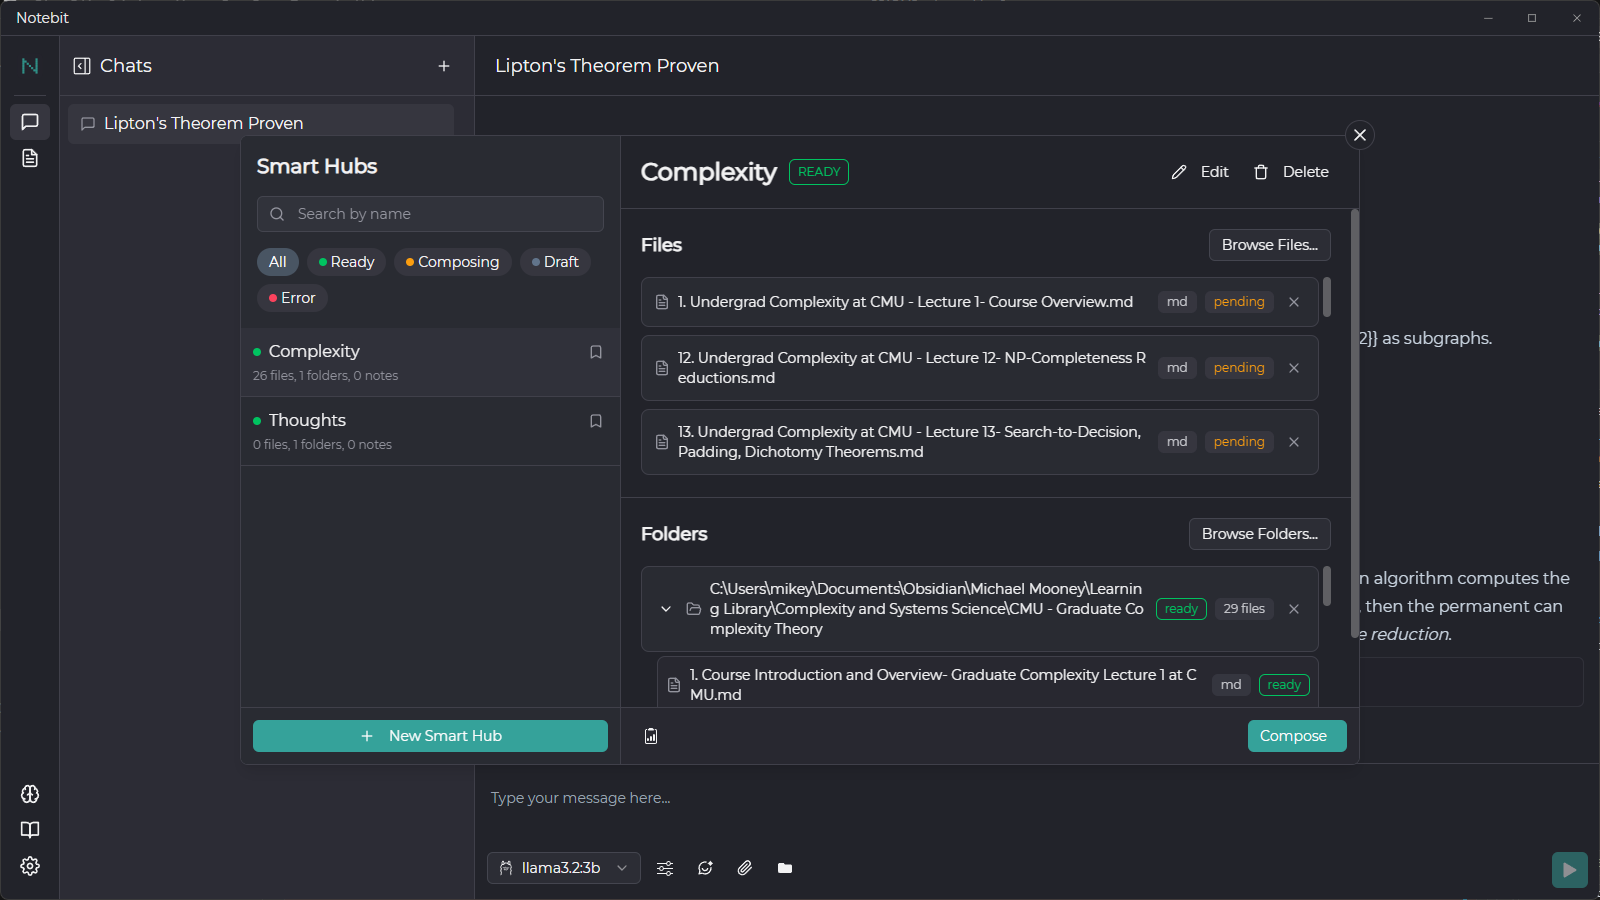 Notebit
Chats
Lipton's Theorem Proven
Lipton's Theorem Proven
Smart Hubs
Search by name
All
Ready
Composing
Draft
Error
Complexity
26 files, 1 folders, 0 notes
Thoughts
0 files, 1 folders, 0 notes
New Smart Hub
Complexity
READY
Edit
Delete
Files
Browse Files...
1. Undergrad Complexity at CMU - Lecture 1- Course Overview.md
md
pending
12. Undergrad Complexity at CMU - Lecture 12- NP-Completeness R
eductions.md
md
pending
13. Undergrad Complexity at CMU - Lecture 13- Search-to-Decision,
Padding, Dichotomy Theorems.md
md
pending
Folders
Browse Folders...
C:\Users\mikey\Documents\Obsidian\Michael Mooney\Learnin
g Library\Complexity and Systems Science\CMU - Graduate Co
mplexity Theory
ready
29 files
1. Course Introduction and Overview- Graduate Complexity Lecture 1 at C
MU.md
md
ready
Compose
2}} as subgraphs.
n algorithm computes the
, then the permanent can
e reduction.
Type your message here...
llama3.2:3b